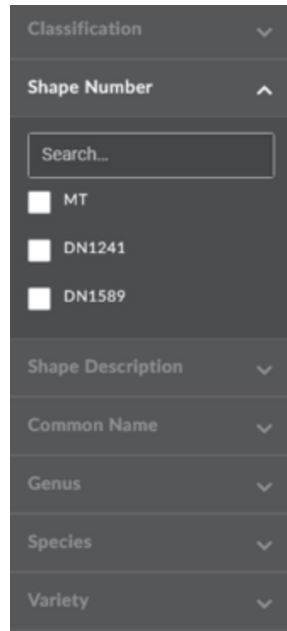 Classification
Shape Number
Search...
MT
DN1241
DN1589
Shape Description
Common Name
Genus
Species
Variety